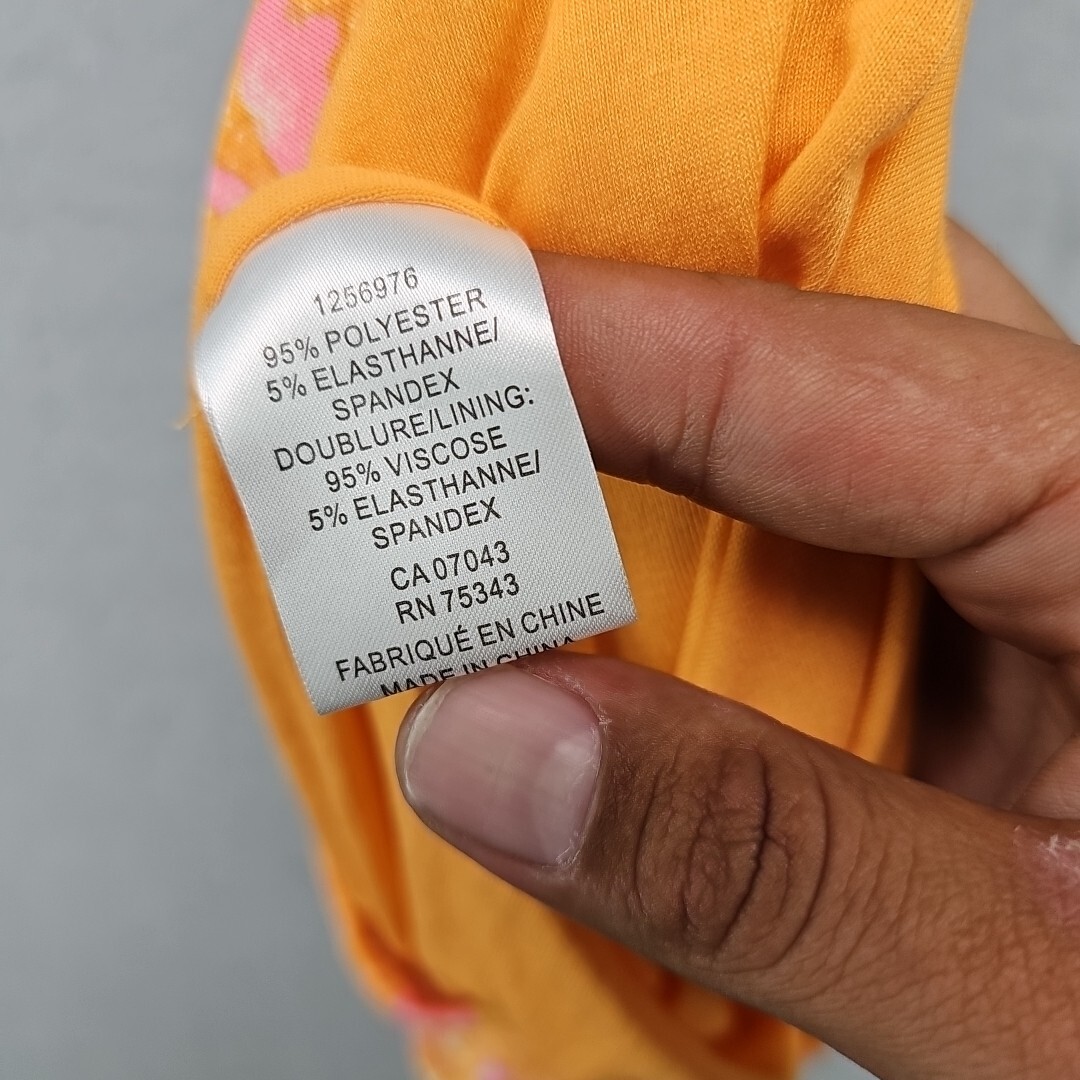 1256976
95% POLYESTER
5% ELASTHANNE/
SPANDEX
DOUBLURE/LINING:
95% VISCOSE
5% ELASTHANNE/
SPANDEX
CA 07043
RN 75343
FABRIQUÉ EN CHINE
MADE IN CHINA